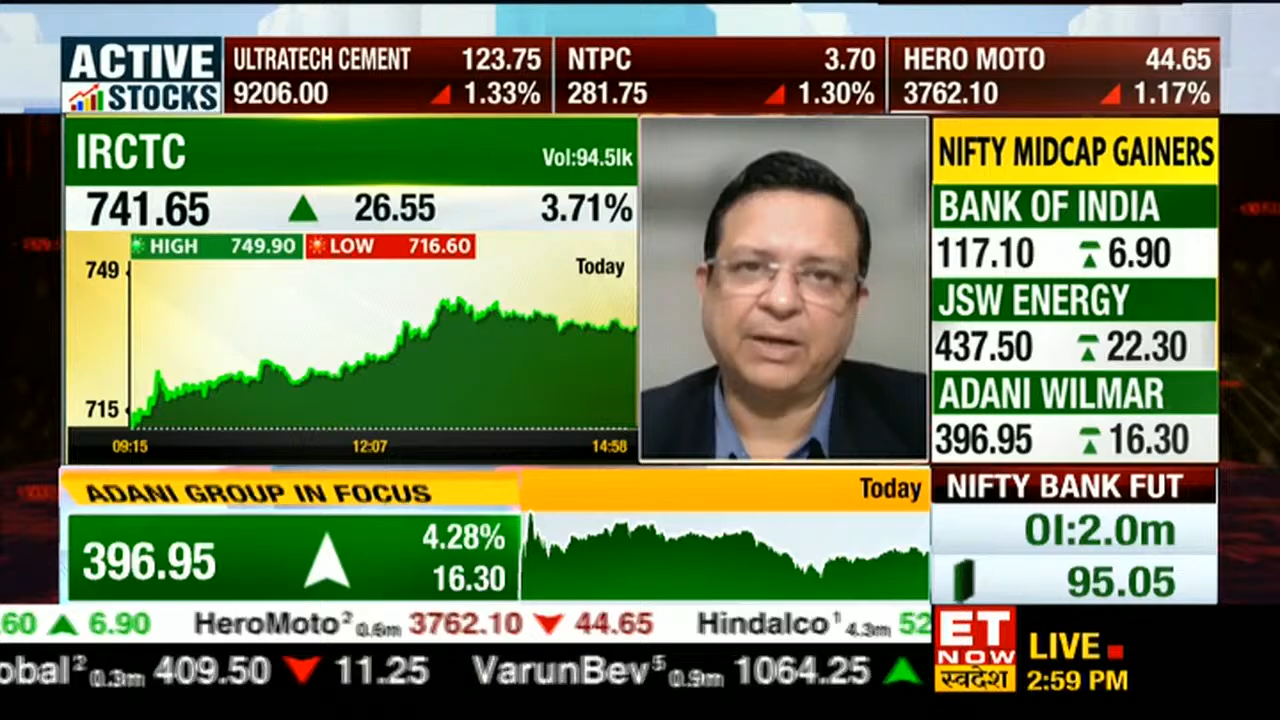 ACTIVE
STOCKS
ULTRATECH CEMENT 123.75
9206.00 1.33%
NTPC 3.70
281.75 1.30%
HERO MOTO 44.65
3762.10 1.17%
IRCTC
Vol:94.5lk
741.65 26.55 3.71%
HIGH 749.90 LOW 716.60
Today
749
715
09:15 12:07 14:58
NIFTY MIDCAP GAINERS
BANK OF INDIA
117.10 6.90
JSW ENERGY
437.50 22.30
ADANI WILMAR
396.95 16.30
ADANI GROUP IN FOCUS
Today
396.95
4.28%
16.30
NIFTY BANK FUT
OI:2.0m
95.05
60 6.90 HeroMoto² 0.6m 3762.10 44.65 Hindalco¹ 4.3m 52
obal² 0.3m 409.50 11.25 VarunBev⁵ 0.9m 1064.25
ET
NOW
स्वदेश
LIVE
2:59 PM